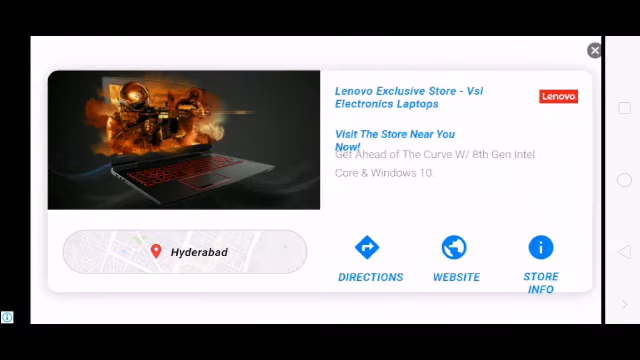 Lenovo Exclusive Store - Vsl
Electronics Laptops
Lenovo
Visit The Store Near You
Now!
Get Ahead of The Curve W/ 8th Gen Intel
Core & Windows 10.
Hyderabad
DIRECTIONS
WEBSITE
STORE
INFO